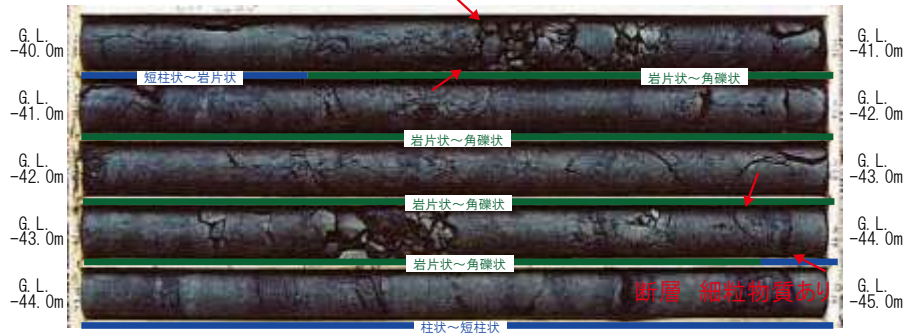 G.L. -40.0m
G.L. -41.0m
短柱状～岩片状
岩片状～角礫状
G.L. -41.0m
G.L. -42.0m
岩片状～角礫状
G.L. -42.0m
G.L. -43.0m
岩片状～角礫状
G.L. -43.0m
G.L. -44.0m
岩片状～角礫状
G.L. -44.0m
断層 細粒物質あり
G.L. -45.0m
柱状～短柱状